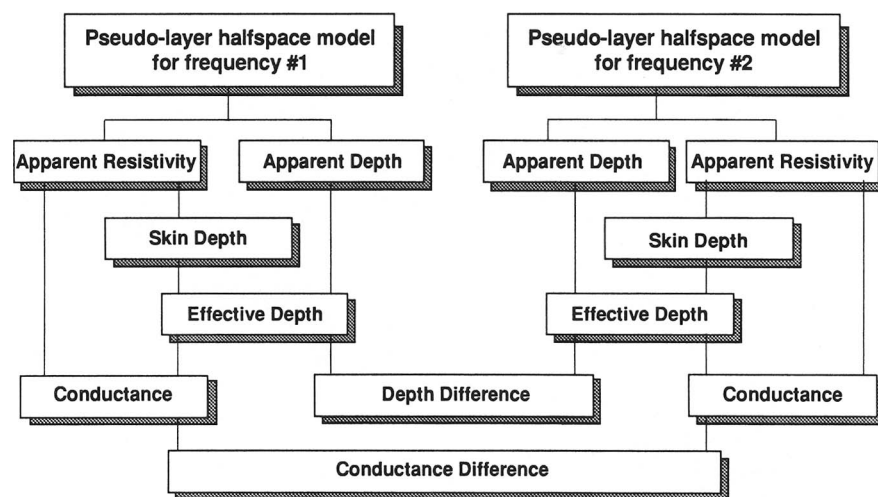 Pseudo-layer halfspace model
for frequency #1
Pseudo-layer halfspace model
for frequency #2
Apparent Resistivity
Apparent Depth
Apparent Depth
Apparent Resistivity
Skin Depth
Skin Depth
Effective Depth
Effective Depth
Conductance
Depth Difference
Conductance
Conductance Difference